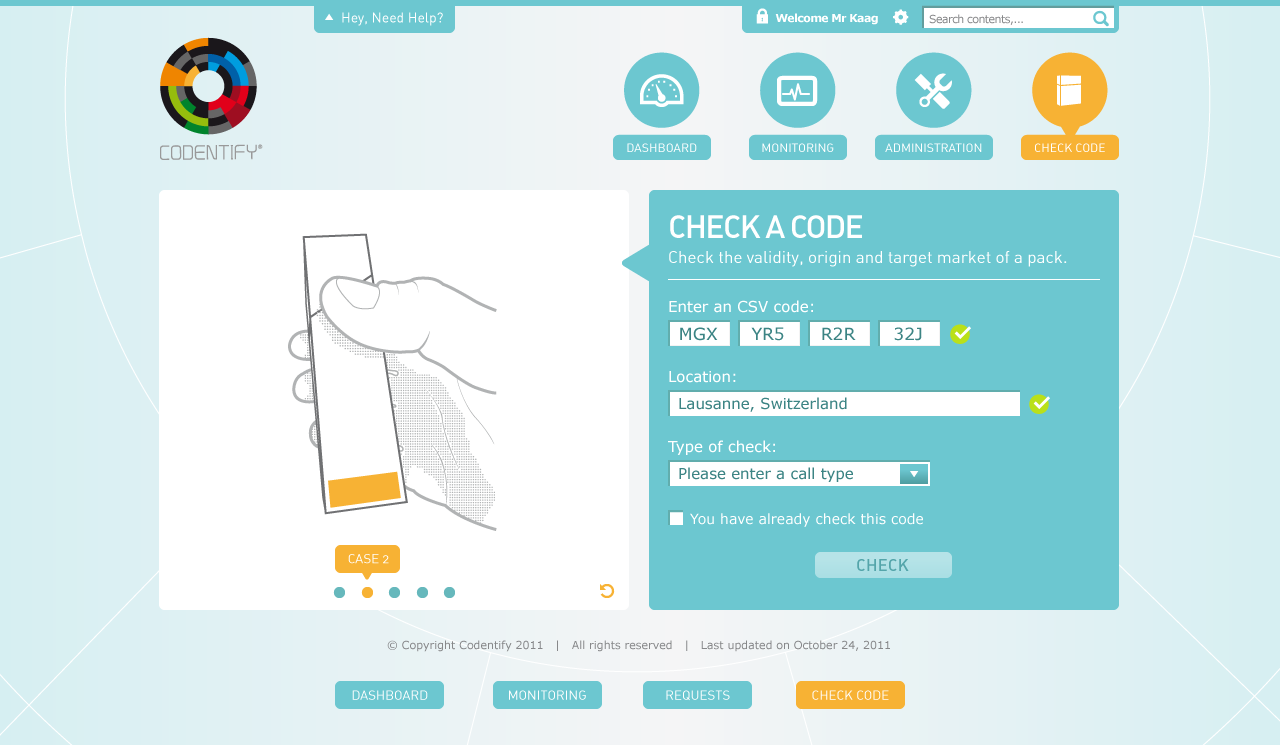 Hey, Need Help?
Welcome Mr Kaag
Search contents,...
CODENTIFY®
DASHBOARD
MONITORING
ADMINISTRATION
CHECK CODE
CHECK A CODE
Check the validity, origin and target market of a pack.
Enter an CSV code:
MGX YR5 R2R 32J
Location:
Lausanne, Switzerland
Type of check:
Please enter a call type
You have already check this code
CHECK
CASE 2
© Copyright Codentify 2011 | All rights reserved | Last updated on October 24, 2011
DASHBOARD
MONITORING
REQUESTS
CHECK CODE